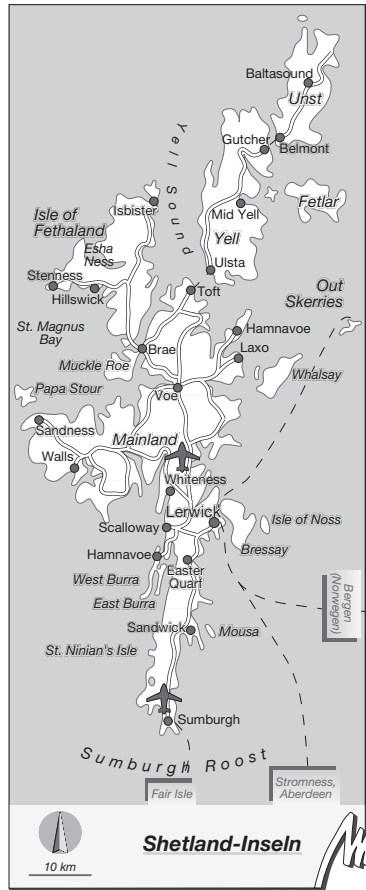 Baltasound
Unst
Gutcher
Belmont
Yell Sound
Fetlar
Isle of
Fethaland
Isbister
Mid Yell
Yell
Esha
Ness
Ulsta
Stenness
Hillswick
Toft
Out
Skerries
St. Magnus
Bay
Hamnavoe
Brae
Laxo
Muckle Roe
Whalsay
Papa Stour
Voe
Sandness
Mainland
Walls
Whiteness
Lerwick
Scalloway
Isle of Noss
Hamnavoe
Bressay
Easter
Quarf
West Burra
East Burra
Bergen
(Norwegen)
Sandwick
Mousa
St. Ninian's Isle
Sumburgh
Sumburgh Roost
Fair Isle
Stromness,
Aberdeen
10 km
Shetland-Inseln